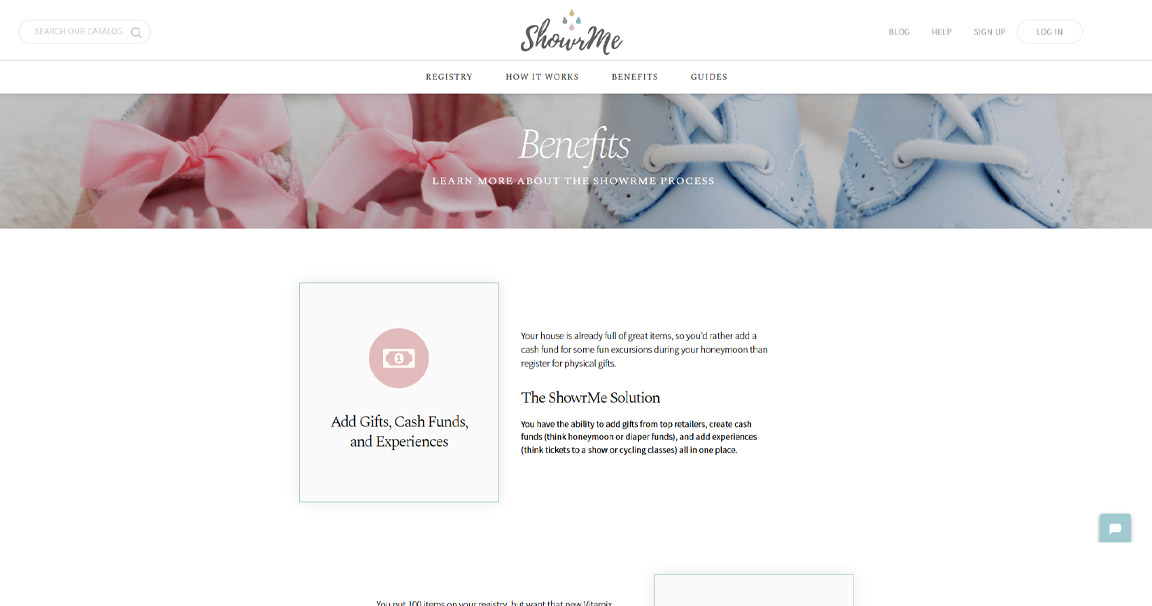 SEARCH OUR CATALOG
ShowrMe
BLOG HELP SIGN UP LOG IN
REGISTRY HOW IT WORKS BENEFITS GUIDES
Benefits
LEARN MORE ABOUT THE SHOWRME PROCESS
Add Gifts, Cash Funds,
and Experiences
Your house is already full of great items, so you'd rather add a
cash fund for some fun excursions during your honeymoon than
register for physical gifts.
The ShowrMe Solution
You have the ability to add gifts from top retailers, create cash
funds (think honeymoon or diaper funds), and add experiences
(think tickets to a show or cycling classes) all in one place.
You put 100 items on your registry, but want that new Vitamix